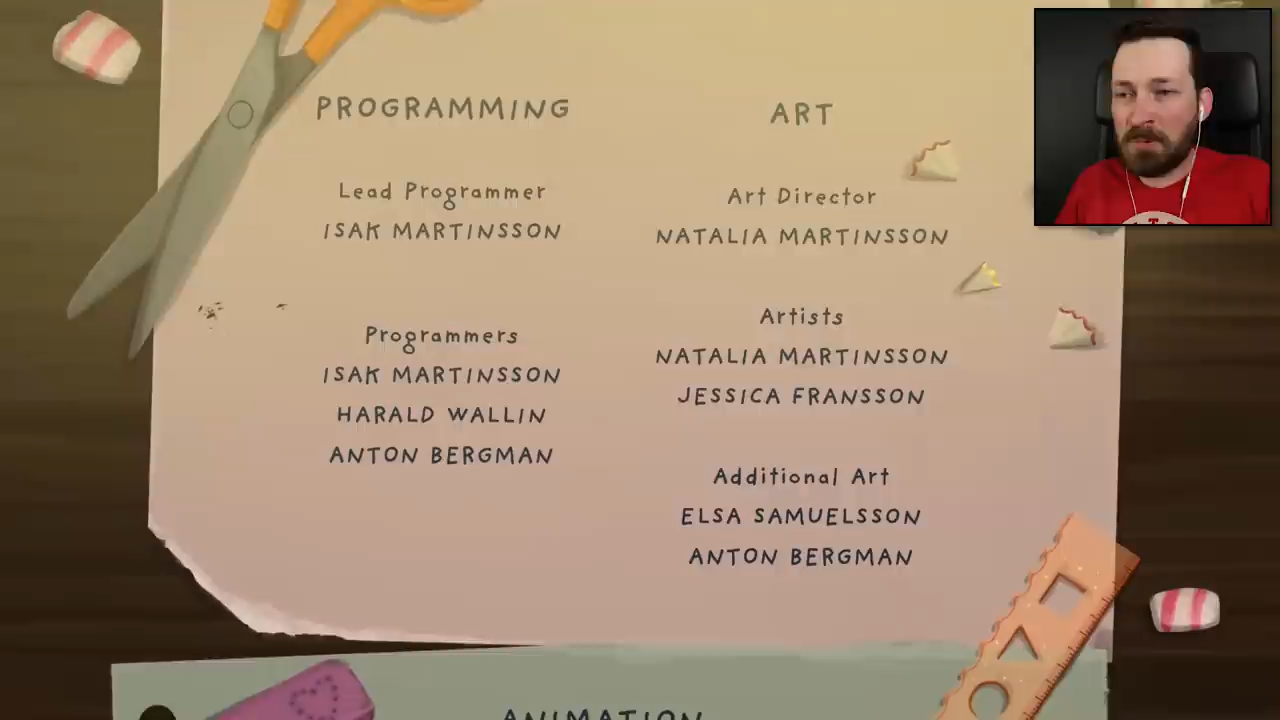 PROGRAMMING
Lead Programmer
ISAK MARTINSSON
Programmers
ISAK MARTINSSON
HARALD WALLIN
ANTON BERGMAN
ART
Art Director
NATALIA MARTINSSON
Artists
NATALIA MARTINSSON
JESSICA FRANSSON
Additional Art
ELSA SAMUELSSON
ANTON BERGMAN
ANIMATION